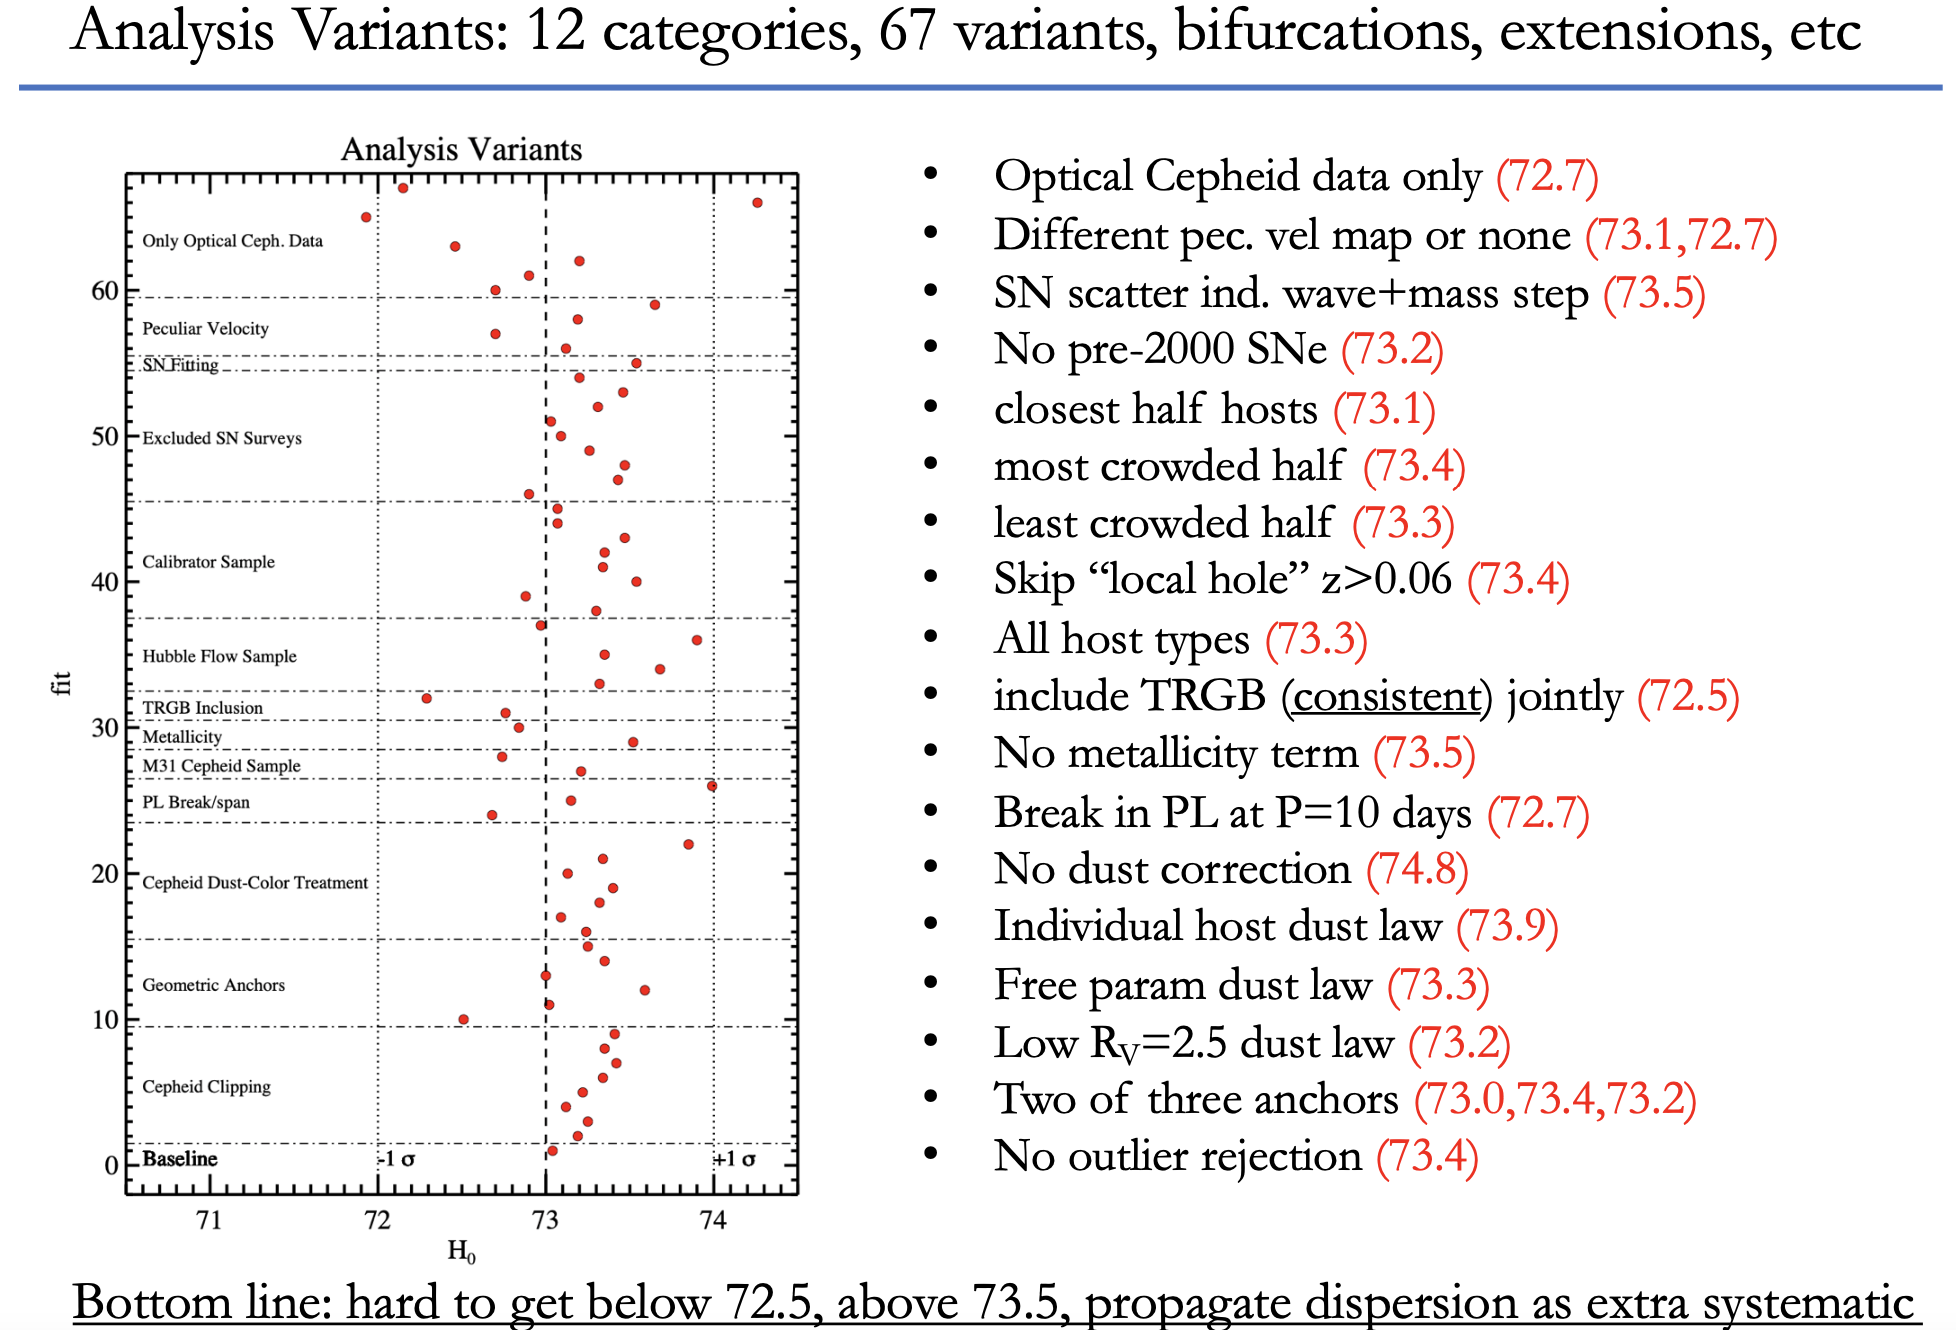 Analysis Variants: 12 categories, 67 variants, bifurcations, extensions, etc
Analysis Variants
Only Optical Ceph. Data
60
Peculiar Velocity
SN Fitting
50
Excluded SN Surveys
Calibrator Sample
40
Hubble Flow Sample
fit
TRGB Inclusion
30
Metallicity
M31 Cepheid Sample
PL Break/span
20
Cepheid Dust-Color Treatment
Geometric Anchors
10
Cepheid Clipping
0
Baseline
-1 σ
+1 σ
71 72 73 74
H₀
• Optical Cepheid data only (72.7)
• Different pec. vel map or none (73.1,72.7)
• SN scatter ind. wave+mass step (73.5)
• No pre-2000 SNe (73.2)
• closest half hosts (73.1)
• most crowded half (73.4)
• least crowded half (73.3)
• Skip “local hole” z>0.06 (73.4)
• All host types (73.3)
• include TRGB (consistent) jointly (72.5)
• No metallicity term (73.5)
• Break in PL at P=10 days (72.7)
• No dust correction (74.8)
• Individual host dust law (73.9)
• Free param dust law (73.3)
• Low Rᵥ=2.5 dust law (73.2)
• Two of three anchors (73.0,73.4,73.2)
• No outlier rejection (73.4)
Bottom line: hard to get below 72.5, above 73.5, propagate dispersion as extra systematic